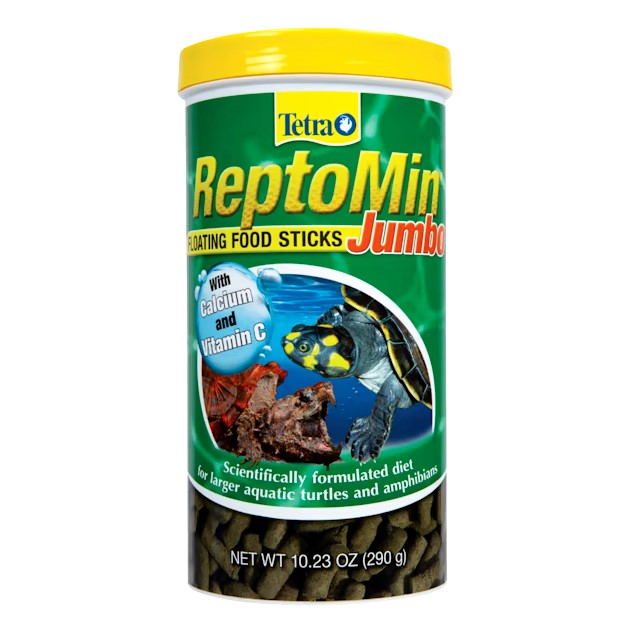 Tetra
ReptoMin
FLOATING FOOD STICKS Jumbo
With
Calcium
and
Vitamin C
Scientifically formulated diet
for larger aquatic turtles and amphibians
NET WT 10.23 OZ (290 g)